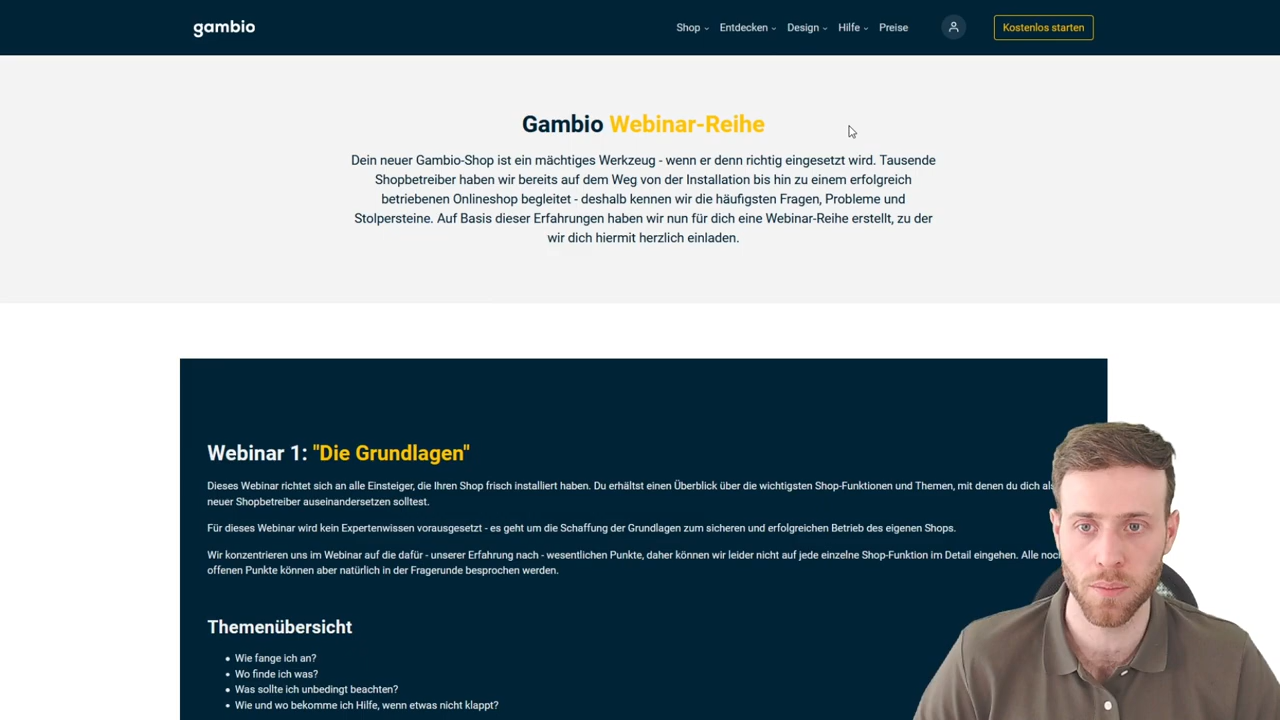 gambio
Shop Entdecken Design Hilfe Preise
Kostenlos starten
Gambio Webinar-Reihe
Dein neuer Gambio-Shop ist ein mächtiges Werkzeug - wenn er denn richtig eingesetzt wird. Tausende
Shopbetreiber haben wir bereits auf dem Weg von der Installation bis hin zu einem erfolgreich
betriebenen Onlineshop begleitet - deshalb kennen wir die häufigsten Fragen, Probleme und
Stolpersteine. Auf Basis dieser Erfahrungen haben wir nun für dich eine Webinar-Reihe erstellt, zu der
wir dich hiermit herzlich einladen.
Webinar 1: "Die Grundlagen"
Dieses Webinar richtet sich an alle Einsteiger, die Ihren Shop frisch installiert haben. Du erhältst einen Überblick über die wichtigsten Shop-Funktionen und Themen, mit denen du dich
neuer Shopbetreiber auseinandersetzen solltest.
Für dieses Webinar wird kein Expertenwissen vorausgesetzt - es geht um die Schaffung der Grundlagen zum sicheren und erfolgreichen Betrieb des eigenen Shops.
Wir konzentrieren uns im Webinar auf die dafür - unserer Erfahrung nach - wesentlichen Punkte, daher können wir leider nicht auf jede einzelne Shop-Funktion im Detail eingehen. Alle
offenen Punkte können aber natürlich in der Fragerunde besprochen werden.
Themenübersicht
Wie fange ich an?
Wo finde ich was?
Was sollte ich unbedingt beachten?
Wie und wo bekomme ich Hilfe, wenn etwas nicht klappt?